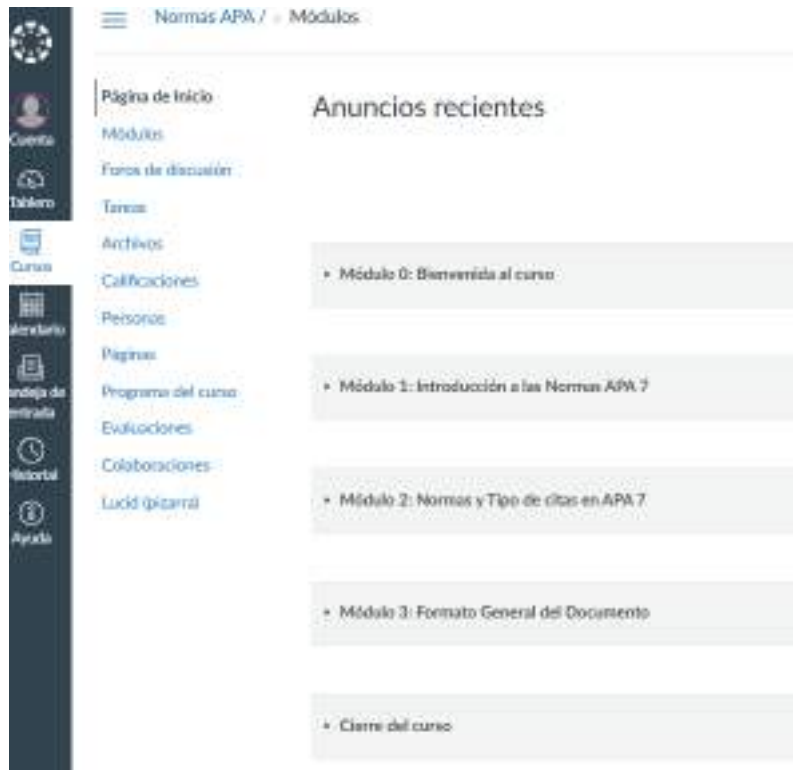 Normas APA / Módulos
Cuenta
Tablero
Cursos
alendario
andeja de
entrada
Historial
Ayuda
Página de Inicio
Módulos
Foros de discusión
Tareas
Archivos
Calificaciones
Personas
Páginas
Programa del curso
Evaluaciones
Colaboraciones
Lucid (pizarra)
Anuncios recientes
Módulo 0: Bienvenida al curso
Módulo 1: Introducción a las Normas APA 7
Módulo 2: Normas y Tipo de citas en APA 7
Módulo 3: Formato General del Documento
Cierre del curso